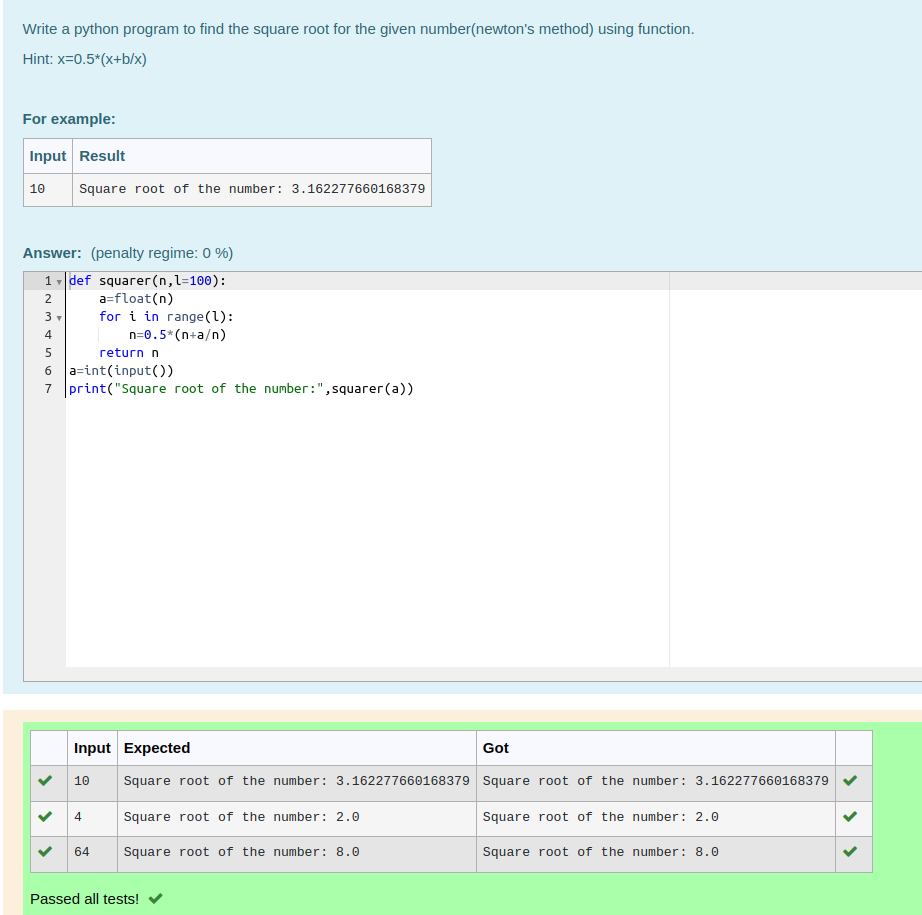 Write a python program to find the square root for the given number(newton's method) using function.
Hint: x=0.5*(x+b/x)
For example:
Input Result
10 Square root of the number: 3.162277660168379
Answer: (penalty regime: 0 %)
1 def squarer(n,l=100):
2     a=float(n)
3     for i in range(l):
4         n=0.5*(n+a/n)
5     return n
6 a=int(input())
7 print("Square root of the number:",squarer(a))
Input Expected Got
10 Square root of the number: 3.162277660168379 Square root of the number: 3.162277660168379
4 Square root of the number: 2.0 Square root of the number: 2.0
64 Square root of the number: 8.0 Square root of the number: 8.0
Passed all tests!